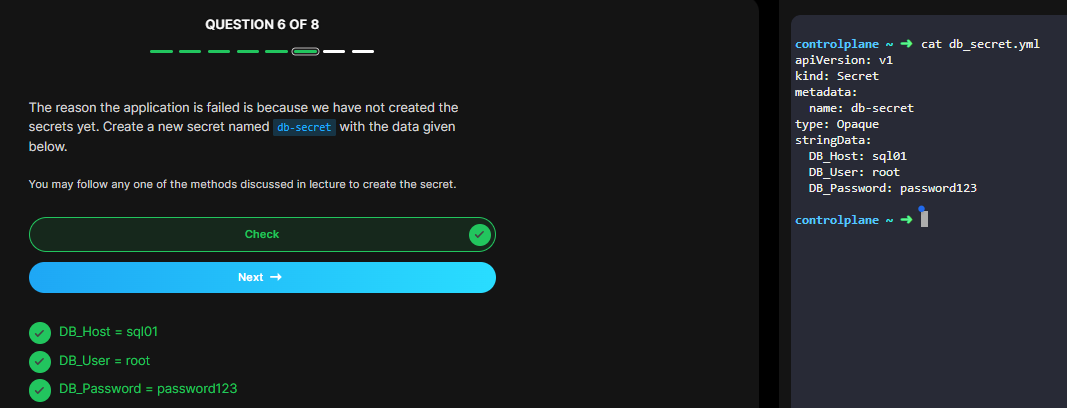 QUESTION 6 OF 8
The reason the application is failed is because we have not created the
secrets yet. Create a new secret named db-secret with the data given
below.
You may follow any one of the methods discussed in lecture to create the secret.
Check
Next →
DB_Host = sql01
DB_User = root
DB_Password = password123
controlplane ~ ➜ cat db_secret.yml
apiVersion: v1
kind: Secret
metadata:
  name: db-secret
type: Opaque
stringData:
  DB_Host: sql01
  DB_User: root
  DB_Password: password123
controlplane ~ ➜